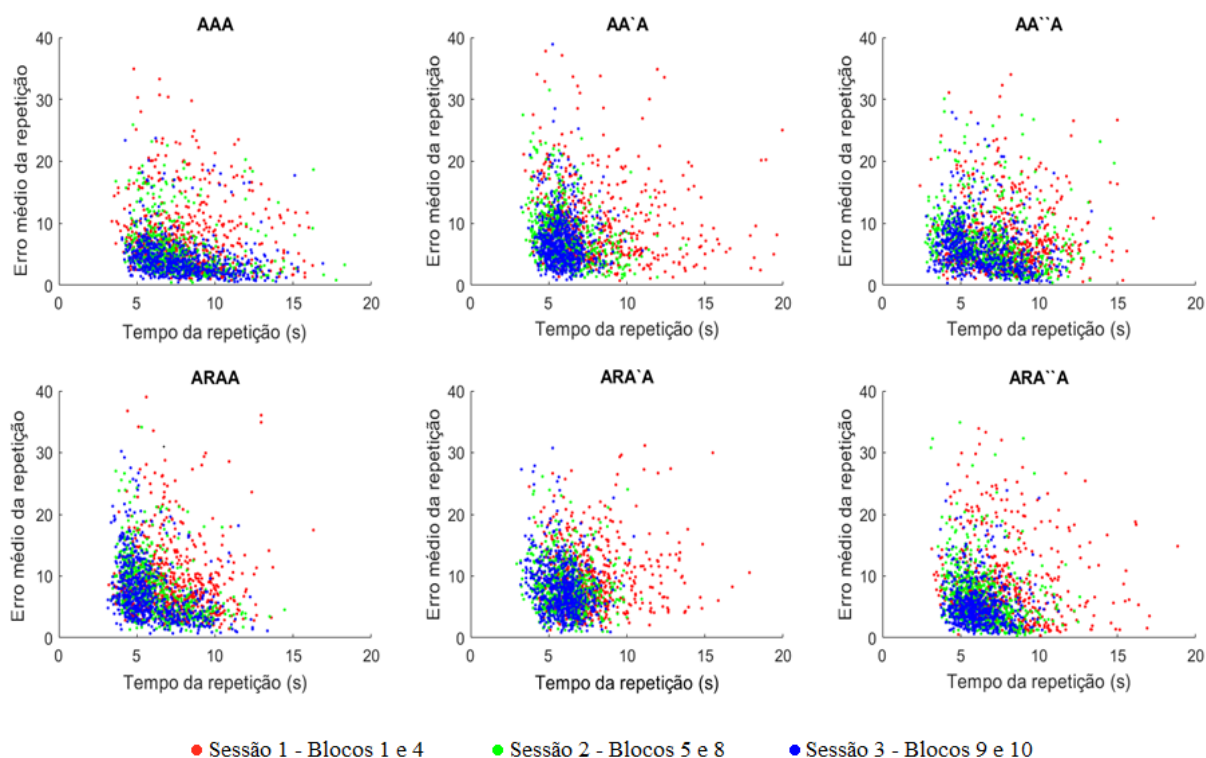 AAA
40
30
20
10
0
Erro médio da repetição
0 5 10 15 20
Tempo da repetição (s)
AA`A
40
30
20
10
0
Erro médio da repetição
0 5 10 15 20
Tempo da repetição (s)
AA``A
40
30
20
10
0
Erro médio da repetição
0 5 10 15 20
Tempo da repetição (s)
ARAA
40
30
20
10
0
Erro médio da repetição
0 5 10 15 20
Tempo da repetição (s)
ARA`A
40
30
20
10
0
Erro médio da repetição
0 5 10 15 20
Tempo da repetição (s)
ARA``A
40
30
20
10
0
Erro médio da repetição
0 5 10 15 20
Tempo da repetição (s)
Sessão 1 - Blocos 1 e 4
Sessão 2 - Blocos 5 e 8
Sessão 3 - Blocos 9 e 10